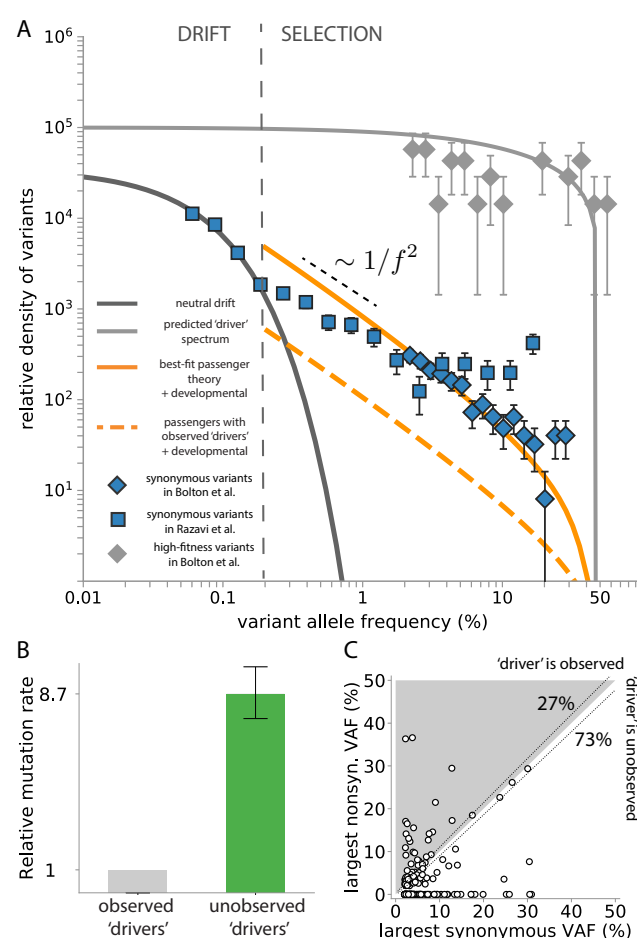 A
DRIFT
SELECTION
10^6
10^5
10^4
10^3
10^2
10^1
relative density of variants
~ 1/f^2
neutral drift
predicted 'driver'
spectrum
best-fit passenger
theory
+ developmental
passengers with
observed 'drivers'
+ developmental
synonymous variants
in Bolton et al.
synonymous variants
in Razavi et al.
high-fitness variants
in Bolton et al.
0.01
0.1
1
10
50
variant allele frequency (%)
B
Relative mutation rate
8.7
1
observed
'drivers'
unobserved
'drivers'
C
'driver' is observed
'driver' is unobserved
27%
73%
largest nonsyn. VAF (%)
50
40
30
20
10
0
0 10 20 30 40 50
largest synonymous VAF (%)